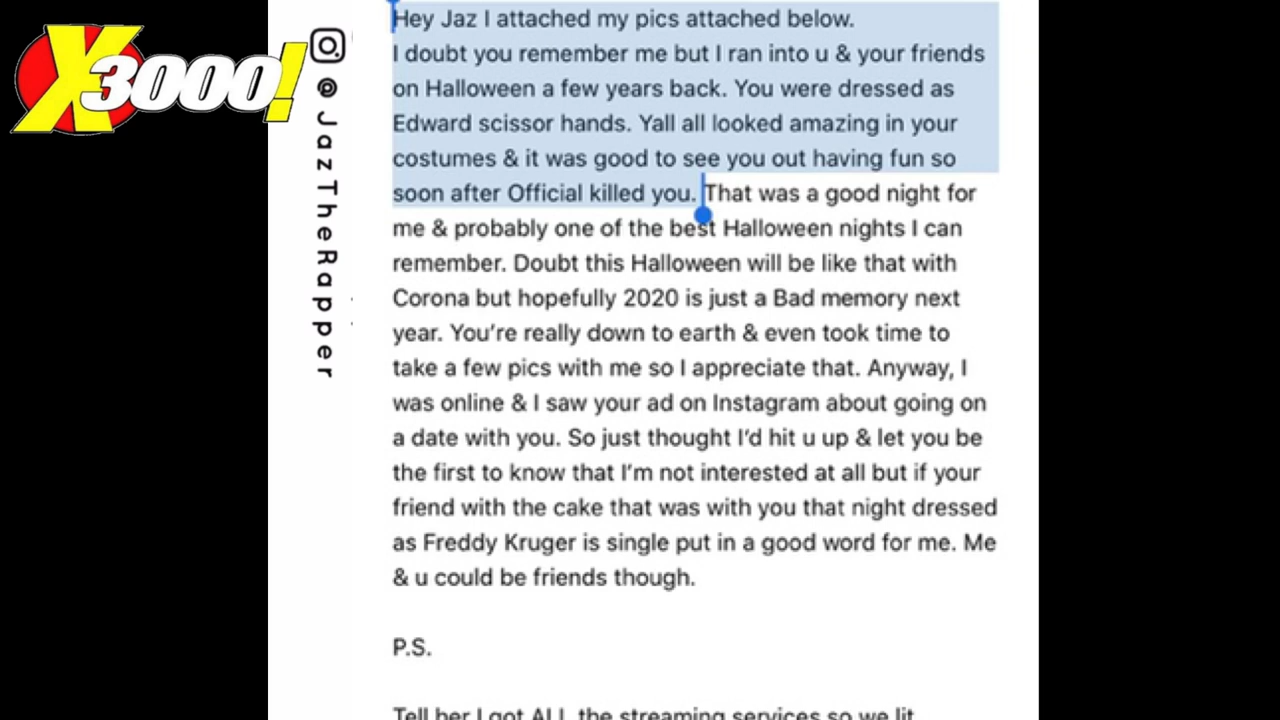 X3000!
@JazTheRapper
Hey Jaz I attached my pics attached below.
I doubt you remember me but I ran into u & your friends
on Halloween a few years back. You were dressed as
Edward scissor hands. Yall all looked amazing in your
costumes & it was good to see you out having fun so
soon after Official killed you. That was a good night for
me & probably one of the best Halloween nights I can
remember. Doubt this Halloween will be like that with
Corona but hopefully 2020 is just a Bad memory next
year. You’re really down to earth & even took time to
take a few pics with me so I appreciate that. Anyway, I
was online & I saw your ad on Instagram about going on
a date with you. So just thought I’d hit u up & let you be
the first to know that I’m not interested at all but if your
friend with the cake that was with you that night dressed
as Freddy Kruger is single put in a good word for me. Me
& u could be friends though.
P.S.
Tell her I got ALL the streaming services so we lit